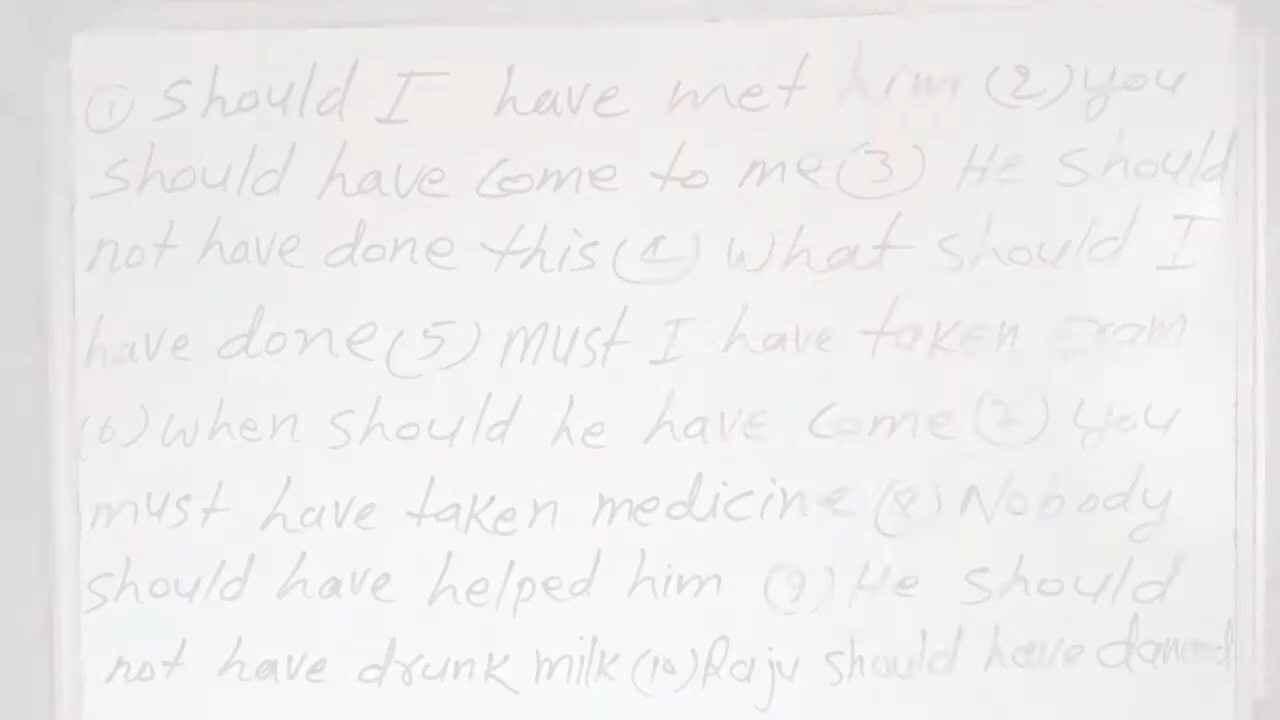 ① should I have met him (2) you
should have come to me (3) He should
not have done this (4) What should I
have done (5) Must I have taken From
(6) when should he have come (7) you
must have taken medicine (8) Nobody
should have helped him (9) He should
not have drunk milk (10) Raju should have